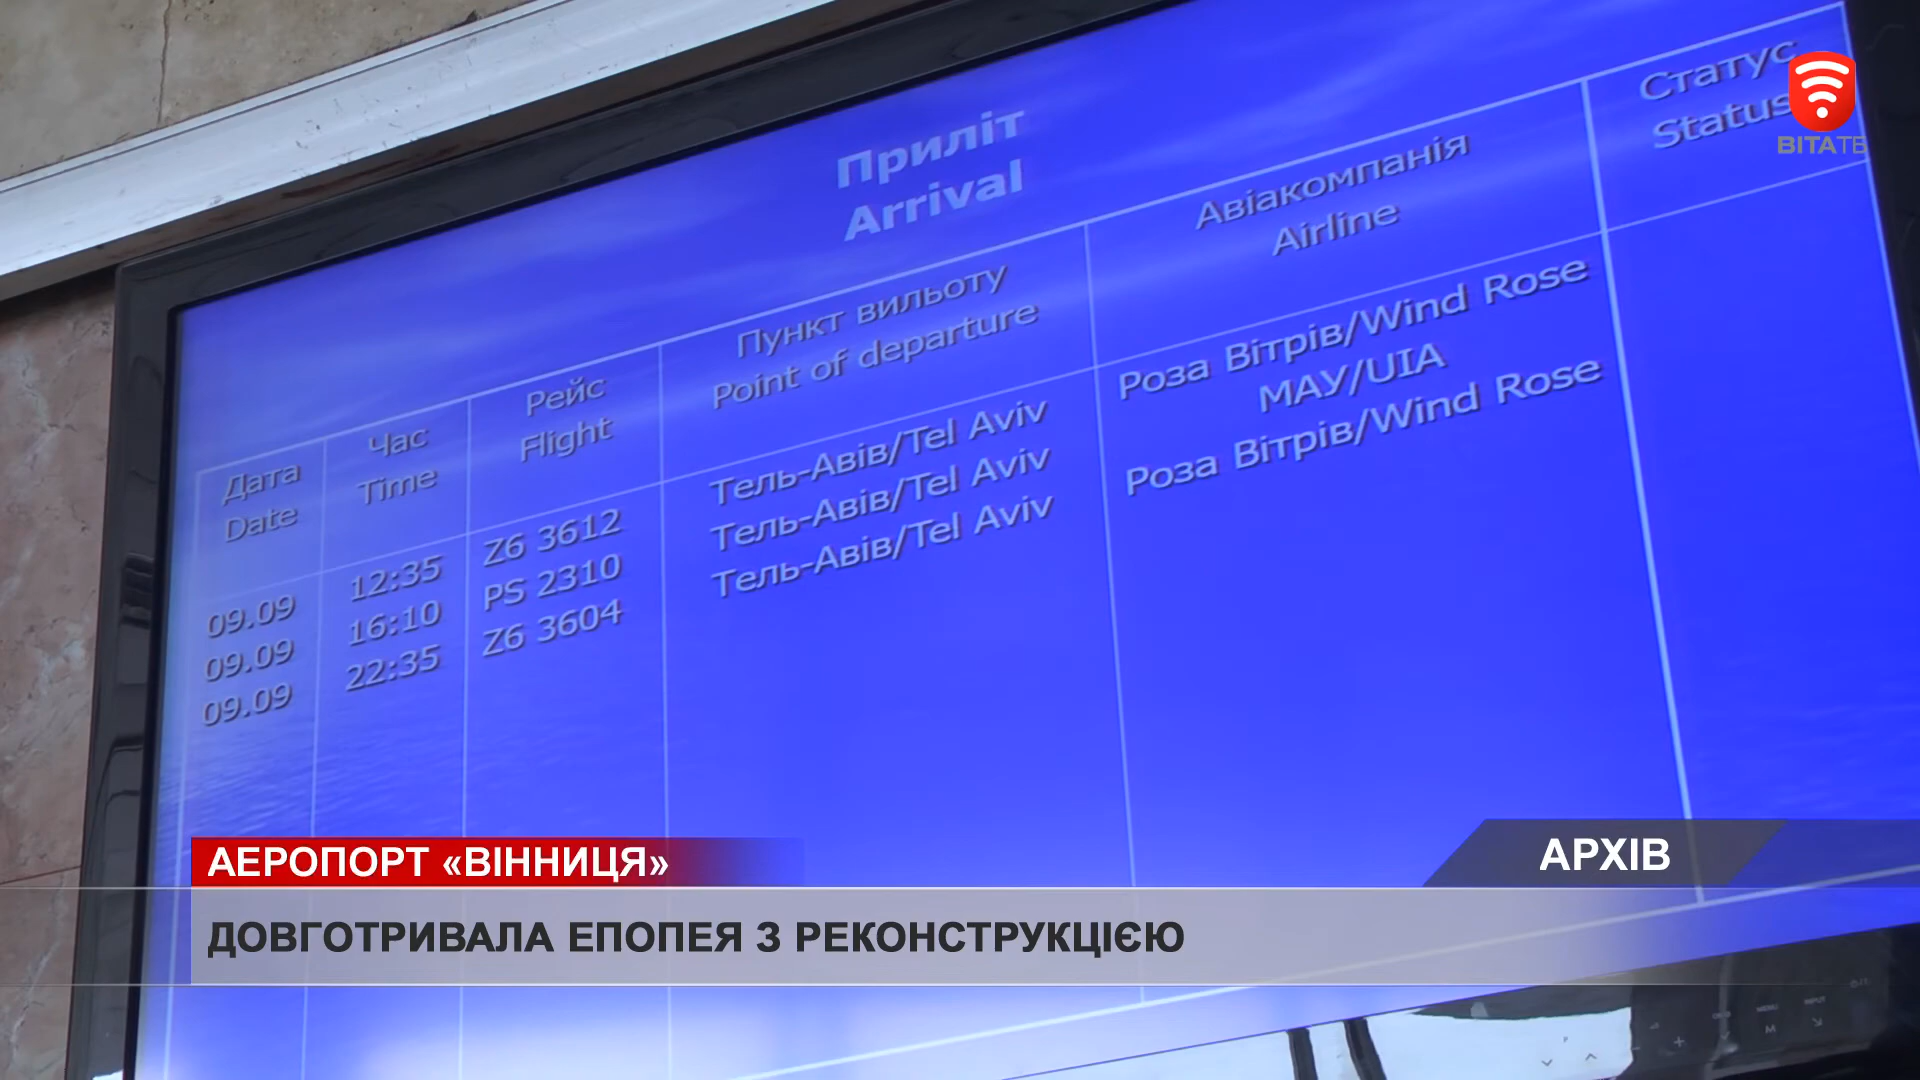 Приліт
Arrival
Дата
Date
Час
Time
Рейс
Flight
Пункт вильоту
Point of departure
Авіакомпанія
Airline
Статус
Status
09.09 12:35 Z6 3612 Тель-Авів/Tel Aviv Роза Вітрів/Wind Rose
09.09 16:10 PS 2310 Тель-Авів/Tel Aviv МАУ/UIA
09.09 22:35 Z6 3604 Тель-Авів/Tel Aviv Роза Вітрів/Wind Rose
ВІТАТБ
АЕРОПОРТ «ВІННИЦЯ»
АРХІВ
ДОВГОТРИВАЛА ЕПОПЕЯ З РЕКОНСТРУКЦІЄЮ